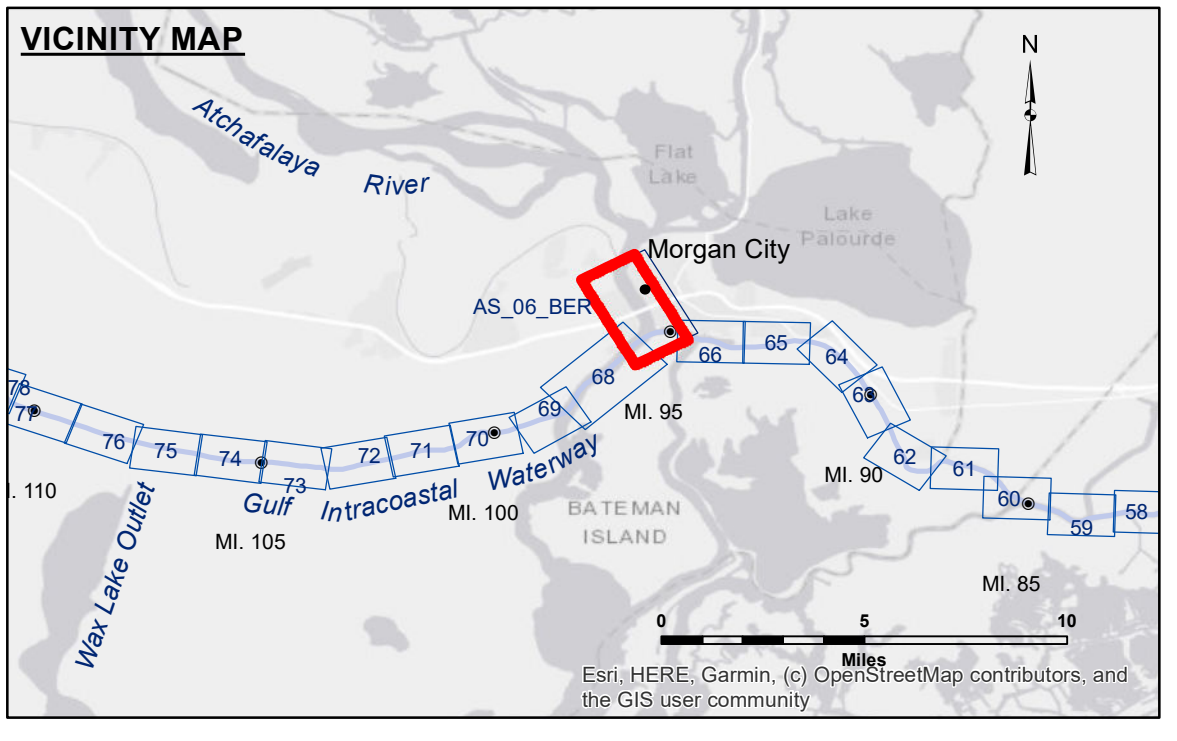 VICINITY MAP
N
Atchafalaya
River
Flat
Lake
Lake
Palourde
Morgan City
AS_06_BER
66
65
64
63
62
61
60
59
58
68
69
70
71
72
73
74
75
76
77
78
MI. 95
MI. 90
MI. 85
MI. 100
MI. 105
I. 110
Gulf Intracoastal Waterway
Wax Lake Outlet
BATEMAN
ISLAND
0 5 10
Miles
Esri, HERE, Garmin, (c) OpenStreetMap contributors, and
the GIS user community